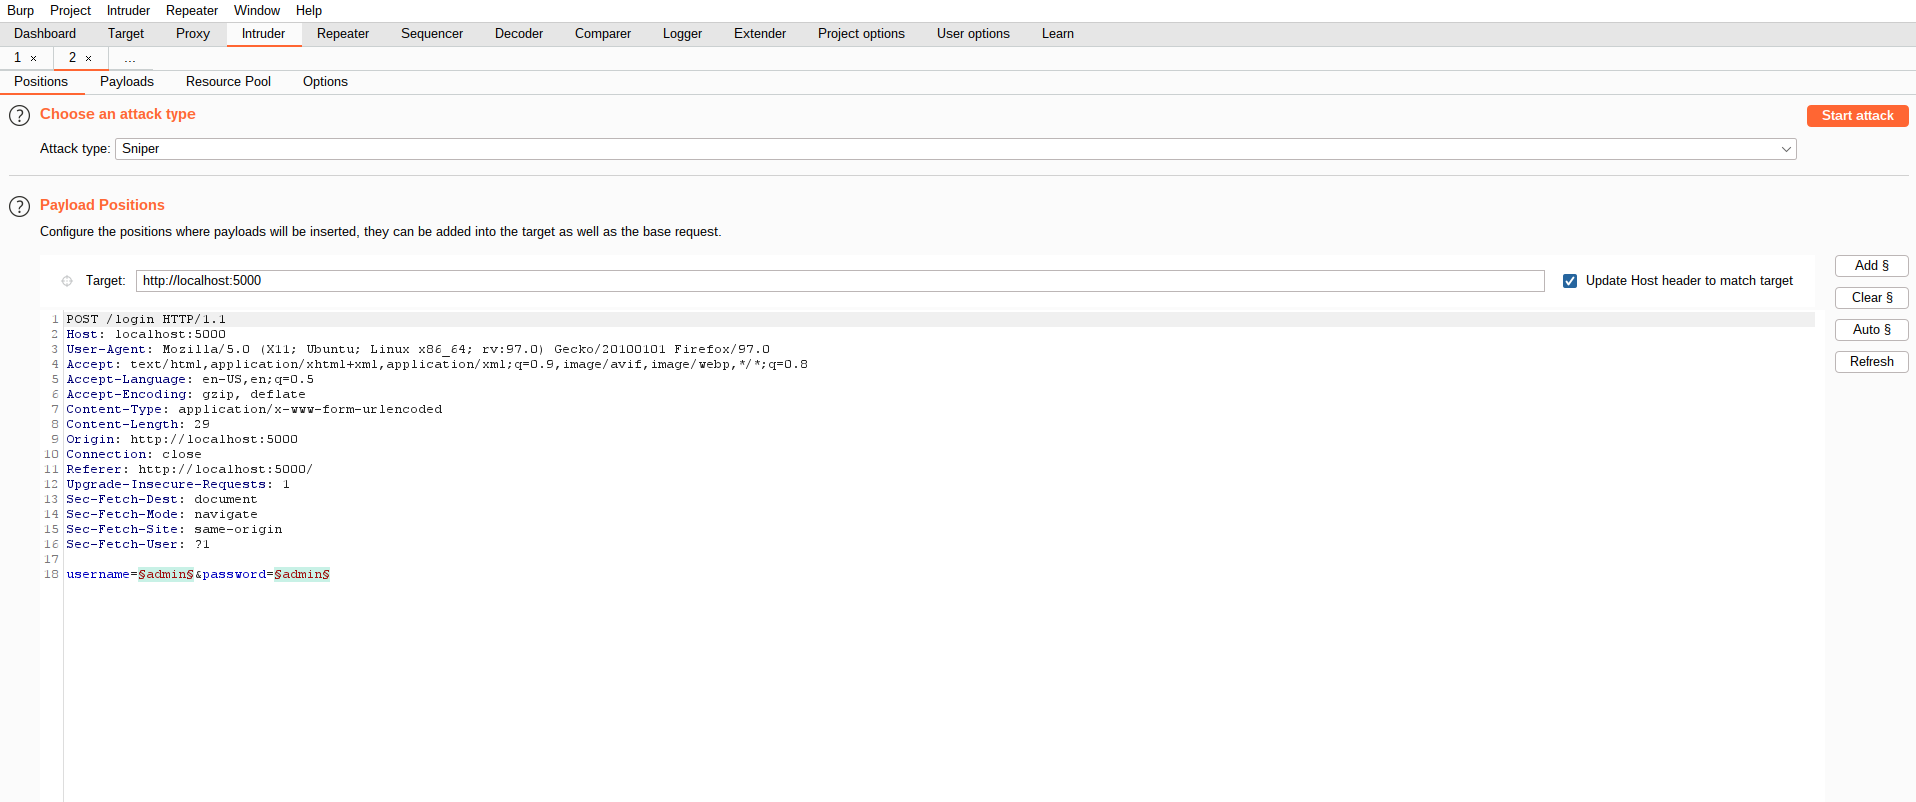 Burp Project Intruder Repeater Window Help
Dashboard Target Proxy Intruder Repeater Sequencer Decoder Comparer Logger Extender Project options User options Learn
1 × 2 × ...
Positions Payloads Resource Pool Options
? Choose an attack type
Start attack
Attack type: Sniper
? Payload Positions
Configure the positions where payloads will be inserted, they can be added into the target as well as the base request.
Target: http://localhost:5000
Update Host header to match target
Add §
Clear §
Auto §
Refresh
1 POST /login HTTP/1.1
2 Host: localhost:5000
3 User-Agent: Mozilla/5.0 (X11; Ubuntu; Linux x86_64; rv:97.0) Gecko/20100101 Firefox/97.0
4 Accept: text/html,application/xhtml+xml,application/xml;q=0.9,image/avif,image/webp,*/*;q=0.8
5 Accept-Language: en-US,en;q=0.5
6 Accept-Encoding: gzip, deflate
7 Content-Type: application/x-www-form-urlencoded
8 Content-Length: 29
9 Origin: http://localhost:5000
10 Connection: close
11 Referer: http://localhost:5000/
12 Upgrade-Insecure-Requests: 1
13 Sec-Fetch-Dest: document
14 Sec-Fetch-Mode: navigate
15 Sec-Fetch-Site: same-origin
16 Sec-Fetch-User: ?1
17
18 username=§admin§&password=§admin§